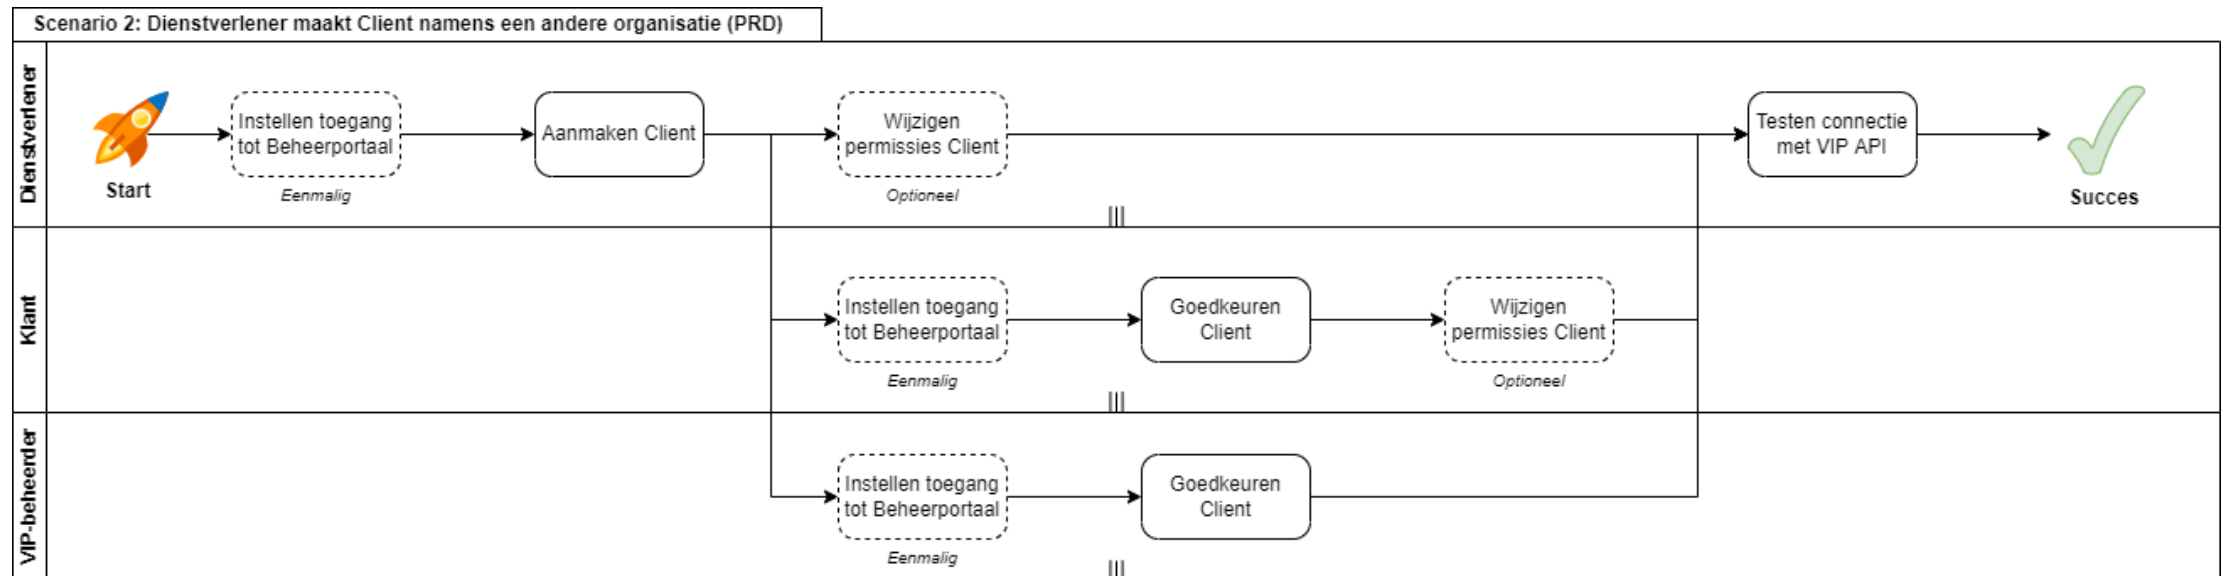 Scenario 2: Dienstverlener maakt Client namens een andere organisatie (PRD)
Dienstverlener
Start
Instellen toegang
tot Beheerportaal
Eenmalig
Aanmaken Client
Wijzigen
permissies Client
Optioneel
Testen connectie
met VIP API
Succes
Klant
Instellen toegang
tot Beheerportaal
Eenmalig
Goedkeuren
Client
Wijzigen
permissies Client
Optioneel
VIP-beheerder
Instellen toegang
tot Beheerportaal
Eenmalig
Goedkeuren
Client